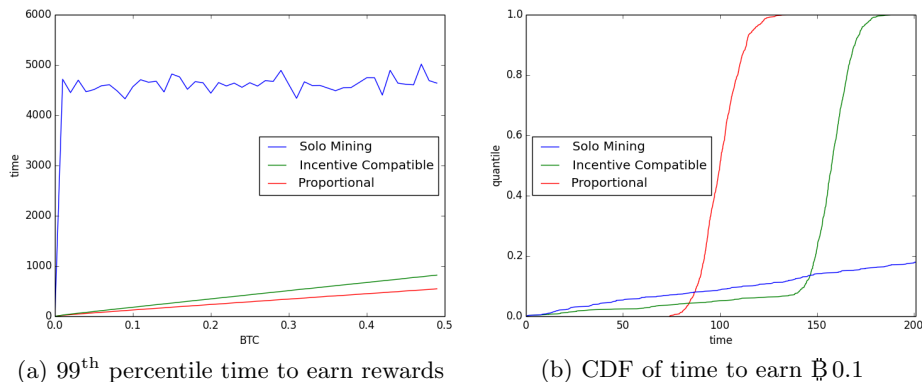 6000
5000
4000
3000
2000
1000
0
time
0.0 0.1 0.2 0.3 0.4 0.5
BTC
Solo Mining
Incentive Compatible
Proportional
(a) 99th percentile time to earn rewards
1.0
0.8
0.6
0.4
0.2
0.0
quantile
0 50 100 150 200
time
Solo Mining
Incentive Compatible
Proportional
(b) CDF of time to earn ₿0.1